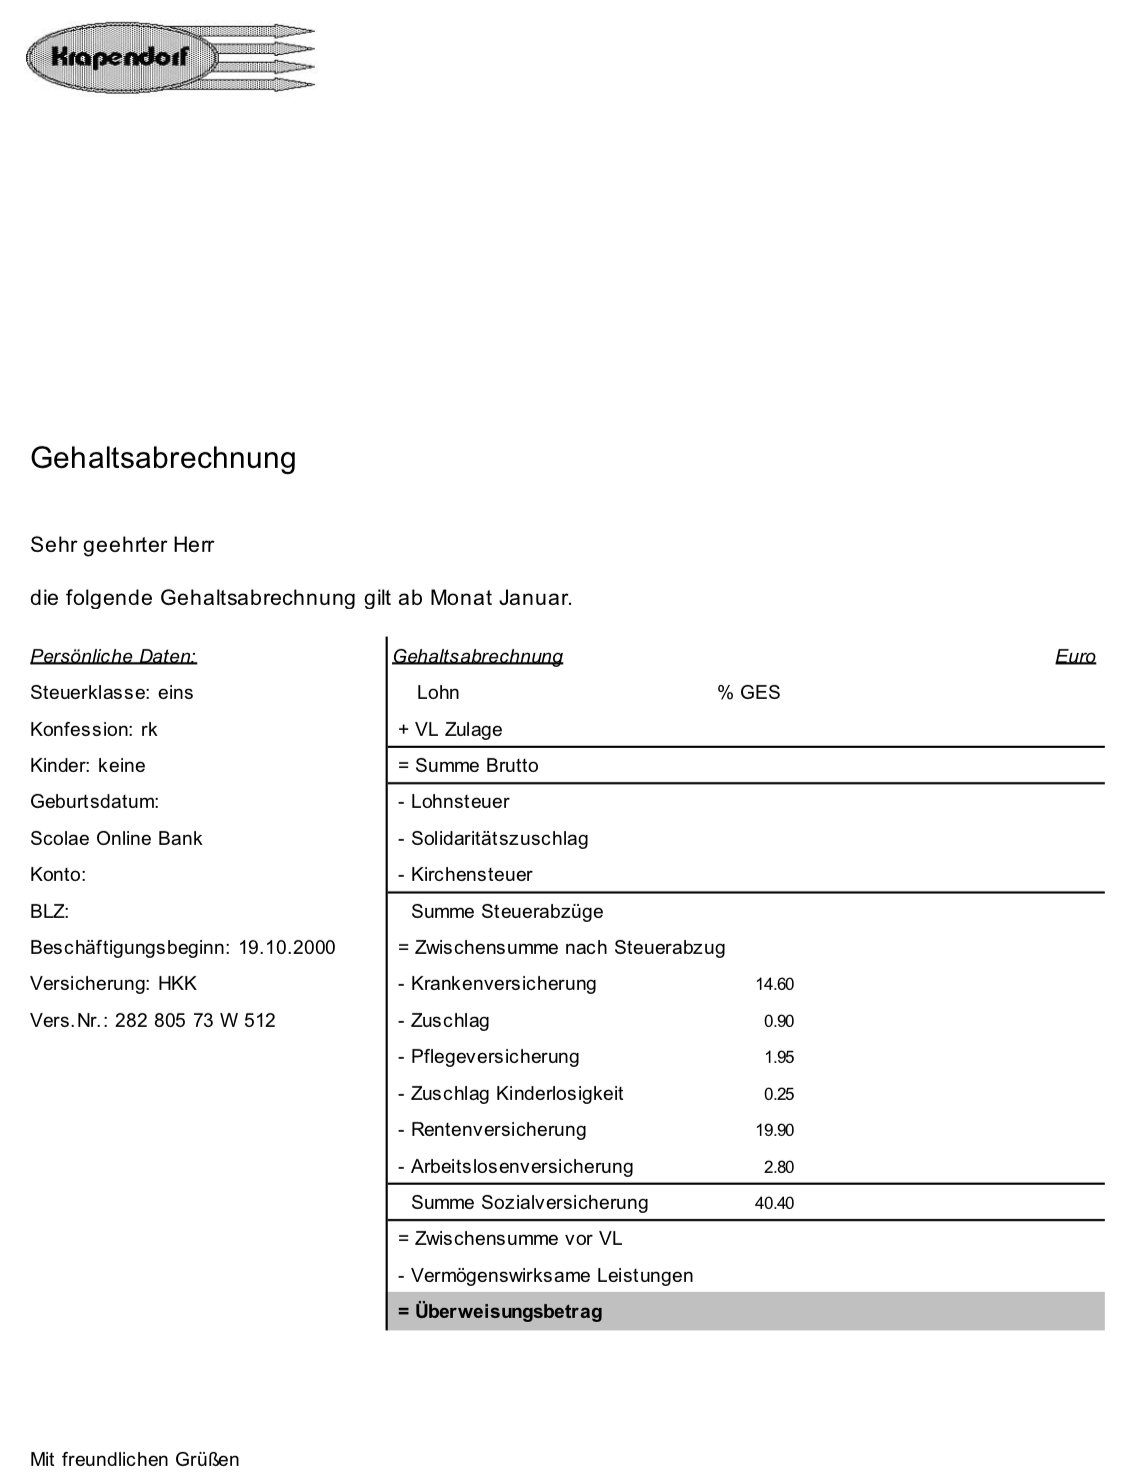 Krapendorf
Gehaltsabrechnung
Sehr geehrter Herr
die folgende Gehaltsabrechnung gilt ab Monat Januar.
Persönliche Daten:
Steuerklasse: eins
Konfession: rk
Kinder: keine
Geburtsdatum:
Scolae Online Bank
Konto:
BLZ:
Beschäftigungsbeginn: 19.10.2000
Versicherung: HKK
Vers.Nr.: 282 805 73 W 512
Gehaltsabrechnung Euro
Lohn % GES
+ VL Zulage
= Summe Brutto
- Lohnsteuer
- Solidaritätszuschlag
- Kirchensteuer
Summe Steuerabzüge
= Zwischensumme nach Steuerabzug
- Krankenversicherung 14.60
- Zuschlag 0.90
- Pflegeversicherung 1.95
- Zuschlag Kinderlosigkeit 0.25
- Rentenversicherung 19.90
- Arbeitslosenversicherung 2.80
Summe Sozialversicherung 40.40
= Zwischensumme vor VL
- Vermögenswirksame Leistungen
= Überweisungsbetrag
Mit freundlichen Grüßen